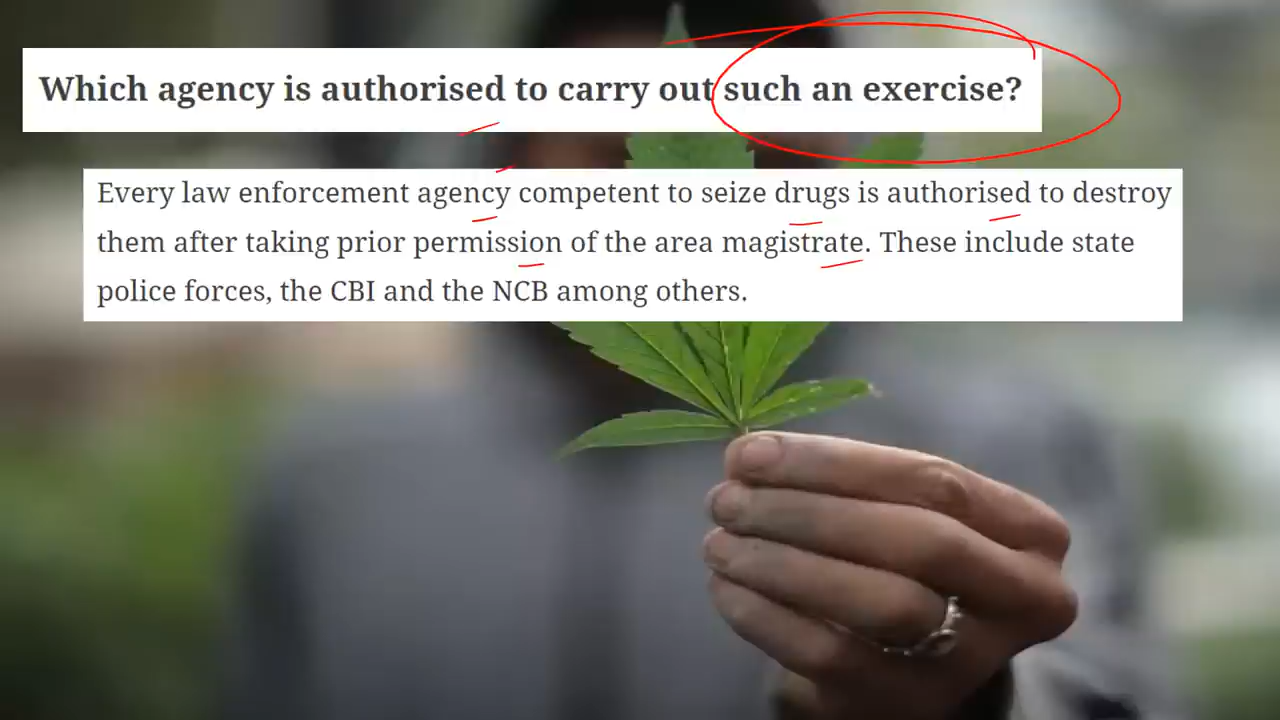 Which agency is authorised to carry out such an exercise?
Every law enforcement agency competent to seize drugs is authorised to destroy
them after taking prior permission of the area magistrate. These include state
police forces, the CBI and the NCB among others.